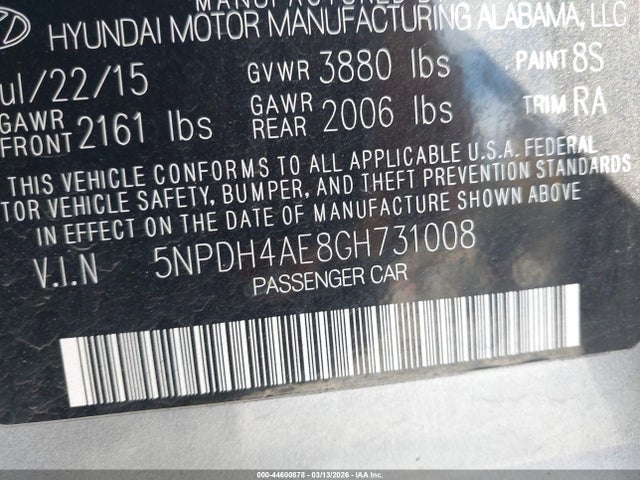 MANUFACTURED
HYUNDAI MOTOR MANUFACTURING ALABAMA, LLC
ul/22/15 GVWR 3880 lbs PAINT 8S
GAWR FRONT 2161 lbs GAWR REAR 2006 lbs TRIM RA
THIS VEHICLE CONFORMS TO ALL APPLICABLE U.S.A. FEDERAL
TOR VEHICLE SAFETY, BUMPER, AND THEFT PREVENTION STANDARDS
ON THE DATE OF MANUFACTURE SHOWN ABOVE
V.I.N 5NPDH4AE8GH731008
PASSENGER CAR
000-44600878 - 03/13/2026 - IAA Inc.